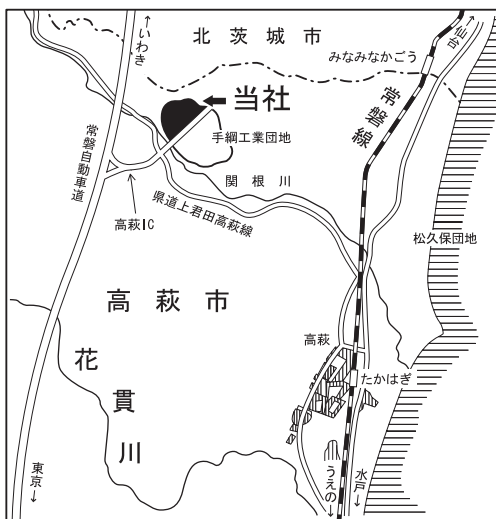 ←いわき
北茨城市
←仙台
みなみなかごう
常磐線
当社
手綱工業団地
関根川
常磐自動車道
高萩IC
県道上君田高萩線
松久保団地
高萩市
花貫川
高萩
たかはぎ
東京→
うえの→
水戸→